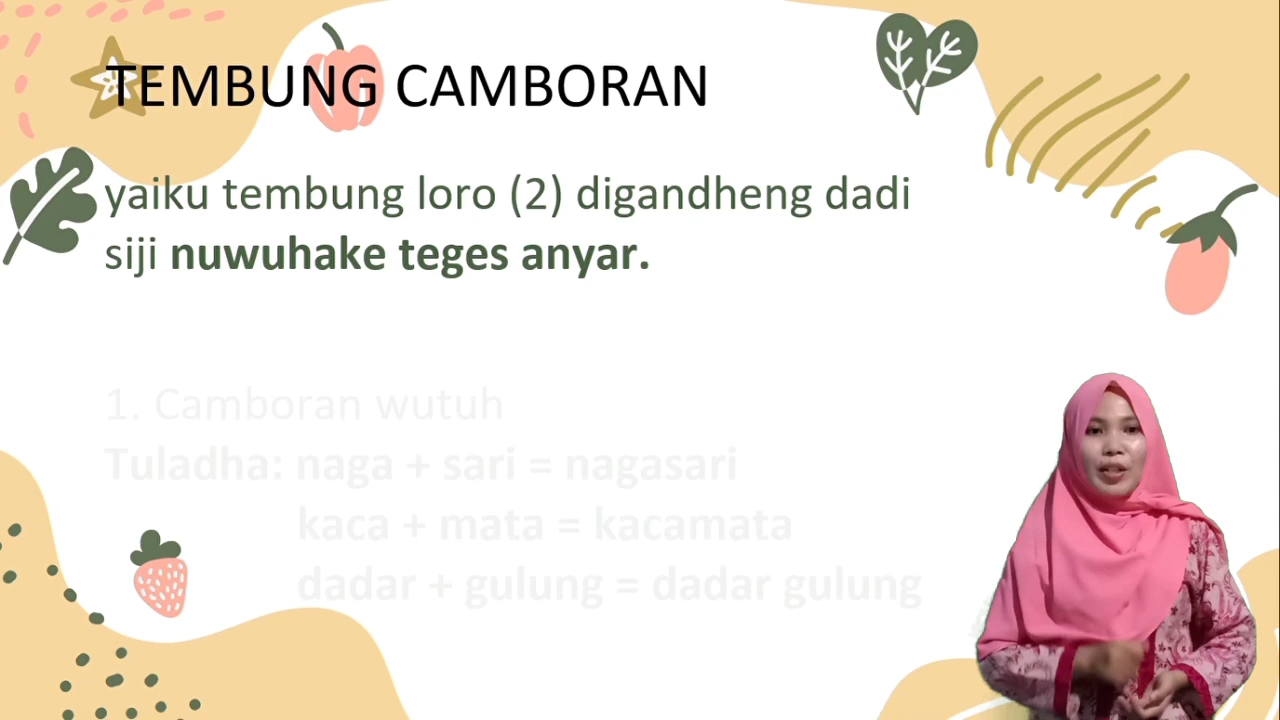 TEMBUNG CAMBORAN
yaiku tembung loro (2) digandheng dadi
siji nuwuhake teges anyar.
1. Camboran wutuh
Tuladha: naga + sari = nagasari
kaca + mata = kacamata
dadar + gulung = dadar gulung